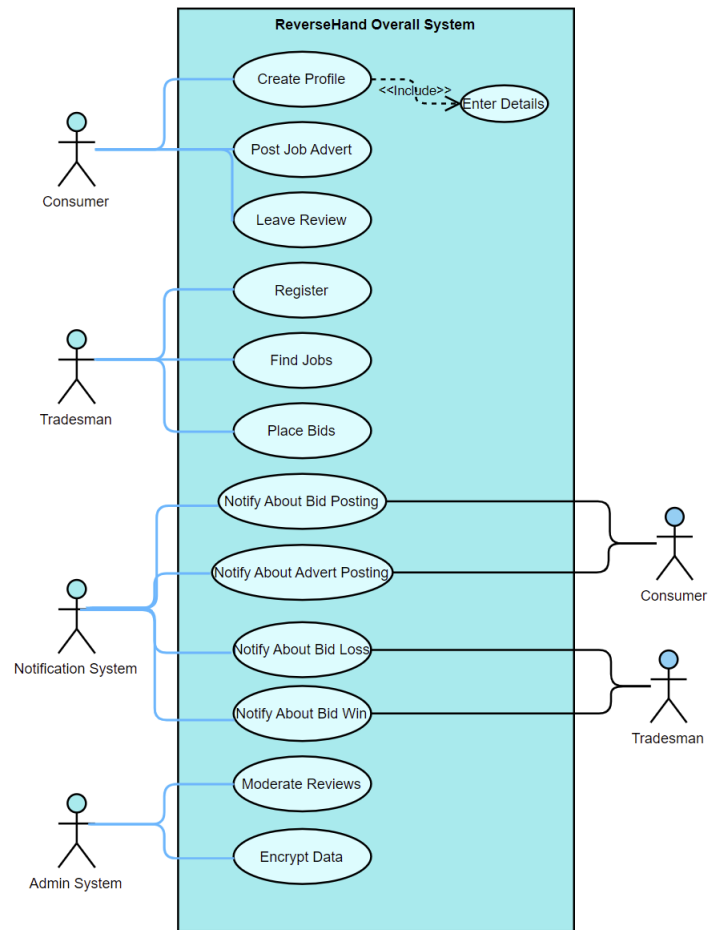 ReverseHand Overall System
Create Profile
<<Include>>
Enter Details
Post Job Advert
Consumer
Leave Review
Register
Find Jobs
Tradesman
Place Bids
Notify About Bid Posting
Notify About Advert Posting
Consumer
Notify About Bid Loss
Notification System
Notify About Bid Win
Tradesman
Moderate Reviews
Encrypt Data
Admin System